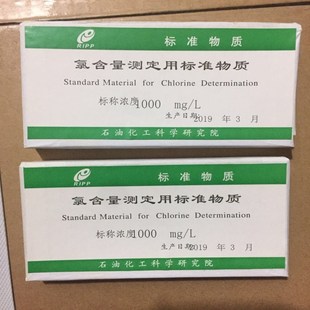 RIPP
标准物质
氯含量测定用标准物质
Standard Material for Chlorine Determination
标称浓度1000 mg/L
生产日期2019 年 3 月
石油化工科学研究院
RIPP
标准物质
氯含量测定用标准物质
Standard Material for Chlorine Determination
标称浓度1000 mg/L
生产日期2019 年 3 月
石油化工科学研究院